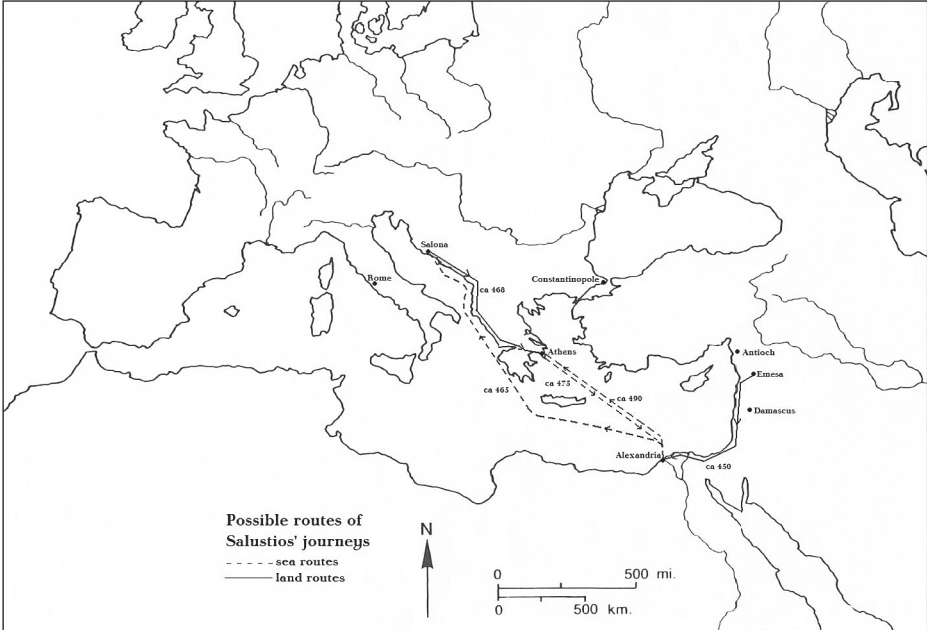 Salona
Rome
ca 468
Constantinopole
Athens
ca 465
ca 475
ca 490
Antioch
Emesa
Damascus
Alexandria
ca 450
Possible routes of
Salustios' journeys
sea routes
land routes
N
0 500 mi.
0 500 km.